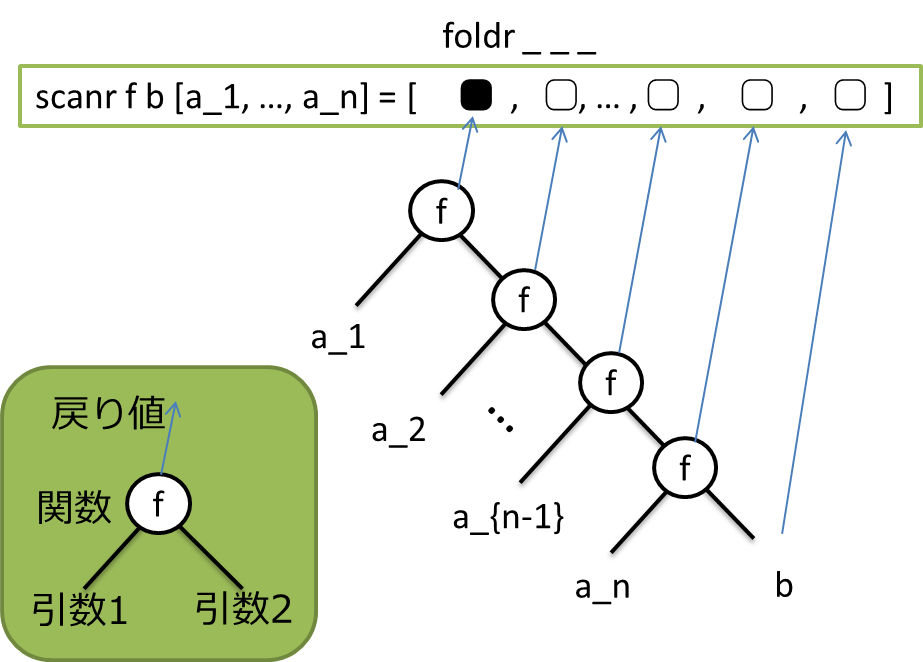 foldr _ _ _
scanr f b [a_1, ..., a_n] = [ , , ... , , , ]
f
f
a_1
f
a_2
...
f
a_{n-1}
a_n
b
戻り値
関数
f
引数1
引数2